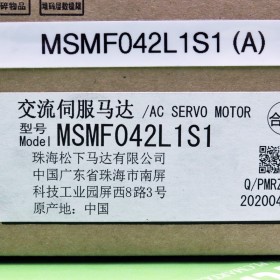 MSMF042L1S1 (A)
交流伺服马达 /AC SERVO MOTOR
合
型号
Model MSMF042L1S1
珠海松下马达有限公司
中国广东省珠海市南屏
科技工业园屏西8路3号
原产地：中国
Q/PMRZ
202004